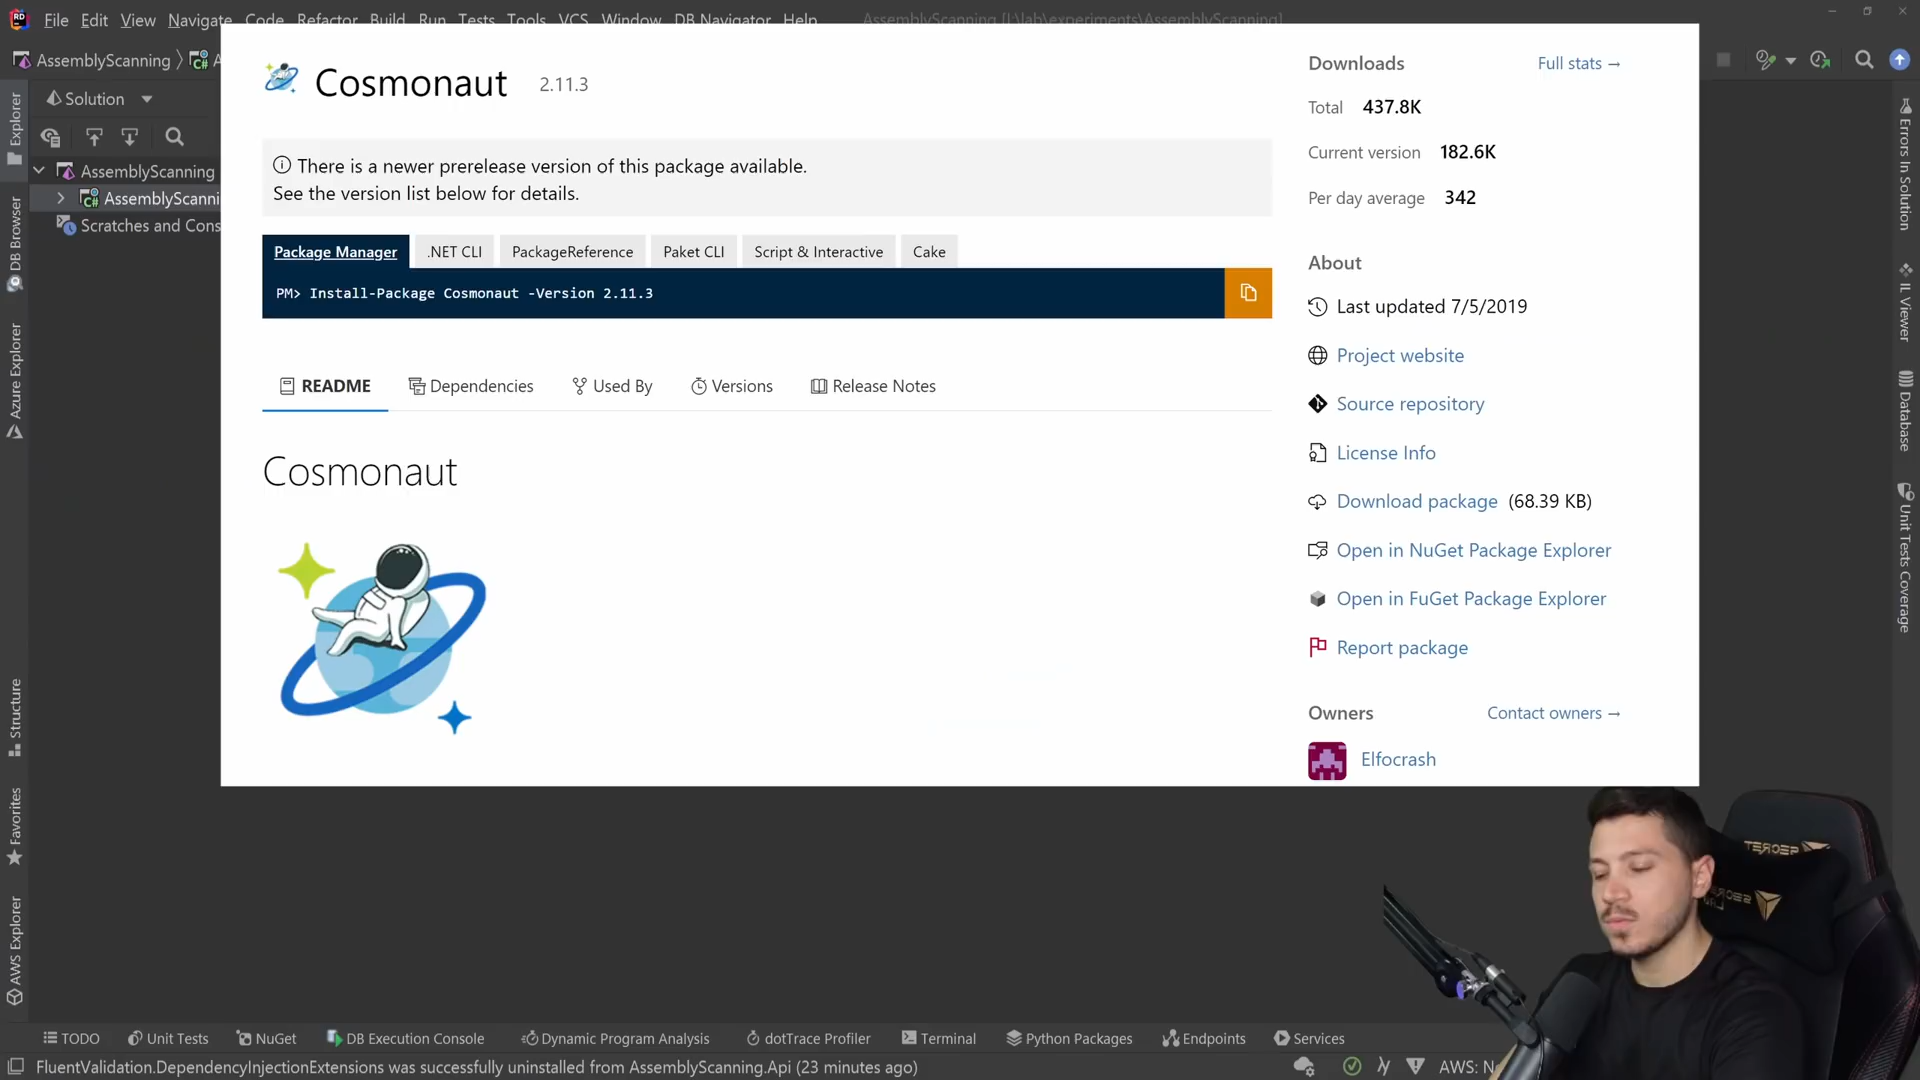 File Edit View Navigate Code Refactor Build Run Tests Tools VCS Window DB Navigator Help AssemblyScanning [I:\lab\experiments\AssemblyScanning]
AssemblyScanning
Solution
AssemblyScanning
AssemblyScanni
Scratches and Cons
Explorer
DB Browser
Azure Explorer
Structure
Favorites
AWS Explorer
Cosmonaut 2.11.3
There is a newer prerelease version of this package available.
See the version list below for details.
Package Manager .NET CLI PackageReference Paket CLI Script & Interactive Cake
PM> Install-Package Cosmonaut -Version 2.11.3
README Dependencies Used By Versions Release Notes
Cosmonaut
Downloads Full stats →
Total 437.8K
Current version 182.6K
Per day average 342
About
Last updated 7/5/2019
Project website
Source repository
License Info
Download package (68.39 KB)
Open in NuGet Package Explorer
Open in FuGet Package Explorer
Report package
Owners Contact owners →
Elfocrash
Errors In Solution
IL Viewer
Database
Unit Tests Coverage
TODO Unit Tests NuGet DB Execution Console Dynamic Program Analysis dotTrace Profiler Terminal Python Packages Endpoints Services
FluentValidation.DependencyInjectionExtensions was successfully uninstalled from AssemblyScanning.Api (23 minutes ago)
AWS: N